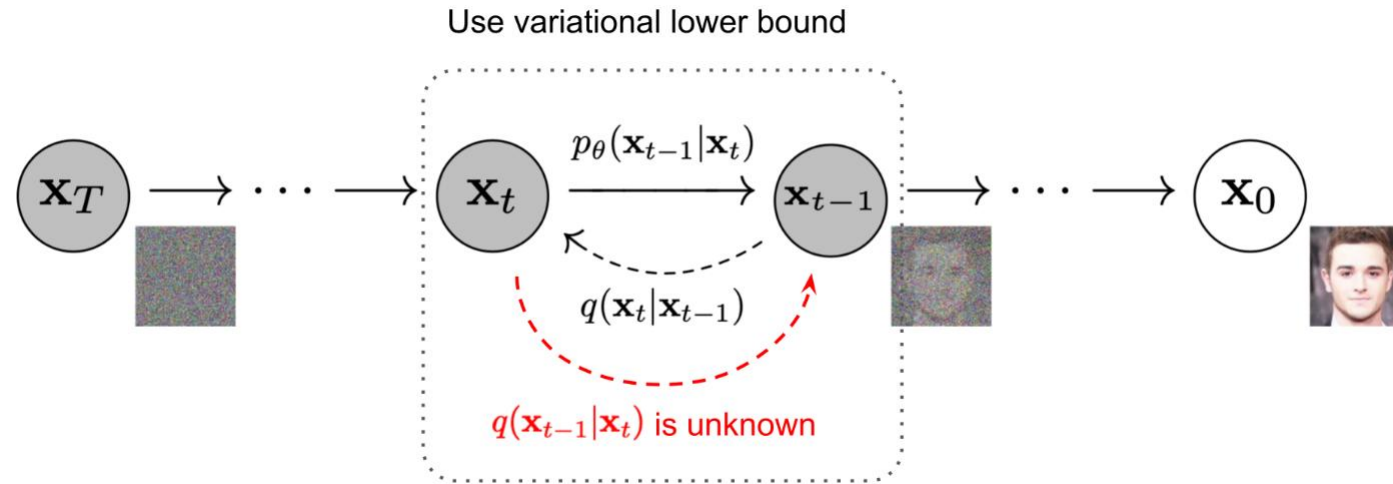 Use variational lower bound
p_θ(𝐱_{t−1}|𝐱_t)
𝐱_T ⋯ 𝐱_t 𝐱_{t−1} ⋯ 𝐱_0
q(𝐱_t|𝐱_{t−1})
q(𝐱_{t−1}|𝐱_t) is unknown